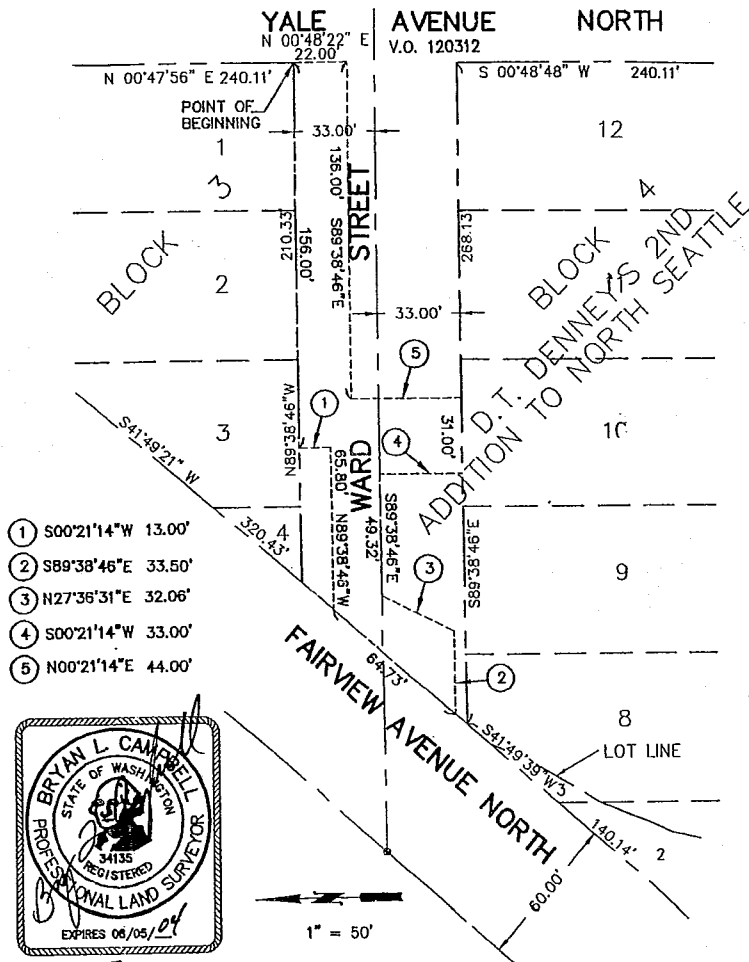 YALE AVENUE NORTH
N 00°48'22" E
22.00'
V.O. 120312
N 00°47'56" E 240.11'
S 00°48'48" W 240.11'
POINT OF
BEGINNING
33.00'
1
12
3
4
136.00' S89°38'46"E
STREET
210.33
156.00'
268.13
BLOCK
2
BLOCK
11
D.T. DENNEY'S 2ND
ADDITION TO NORTH SEATTLE
33.00'
5
1
3
10
N89°38'46"W
31.00'
4
S41°49'21" W
320.43'
4
65.80' N89°38'46"W
WARD
49.32'
S89°38'46"E
S89°38'46"E
9
3
1 S00°21'14"W 13.00'
2 S89°38'46"E 33.50'
3 N27°36'31"E 32.06'
4 S00°21'14"W 33.00'
5 N00°21'14"E 44.00'
64.73'
2
FAIRVIEW AVENUE NORTH
8
LOT LINE
S41°49'39"W
3
140.14'
2
60.00'
BRYAN L. CAMPBELL
STATE OF WASHINGTON
34135
REGISTERED
PROFESSIONAL LAND SURVEYOR
EXPIRES 06/05/04
1" = 50'